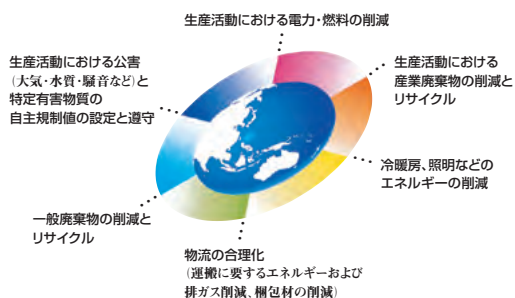 生産活動における電力・燃料の削減
生産活動における公害
(大気・水質・騒音など)と
特定有害物質の
自主規制値の設定と遵守
生産活動における
産業廃棄物の削減と
リサイクル
冷暖房、照明などの
エネルギーの削減
一般廃棄物の削減と
リサイクル
物流の合理化
(運搬に要するエネルギーおよび
排ガス削減、梱包材の削減)